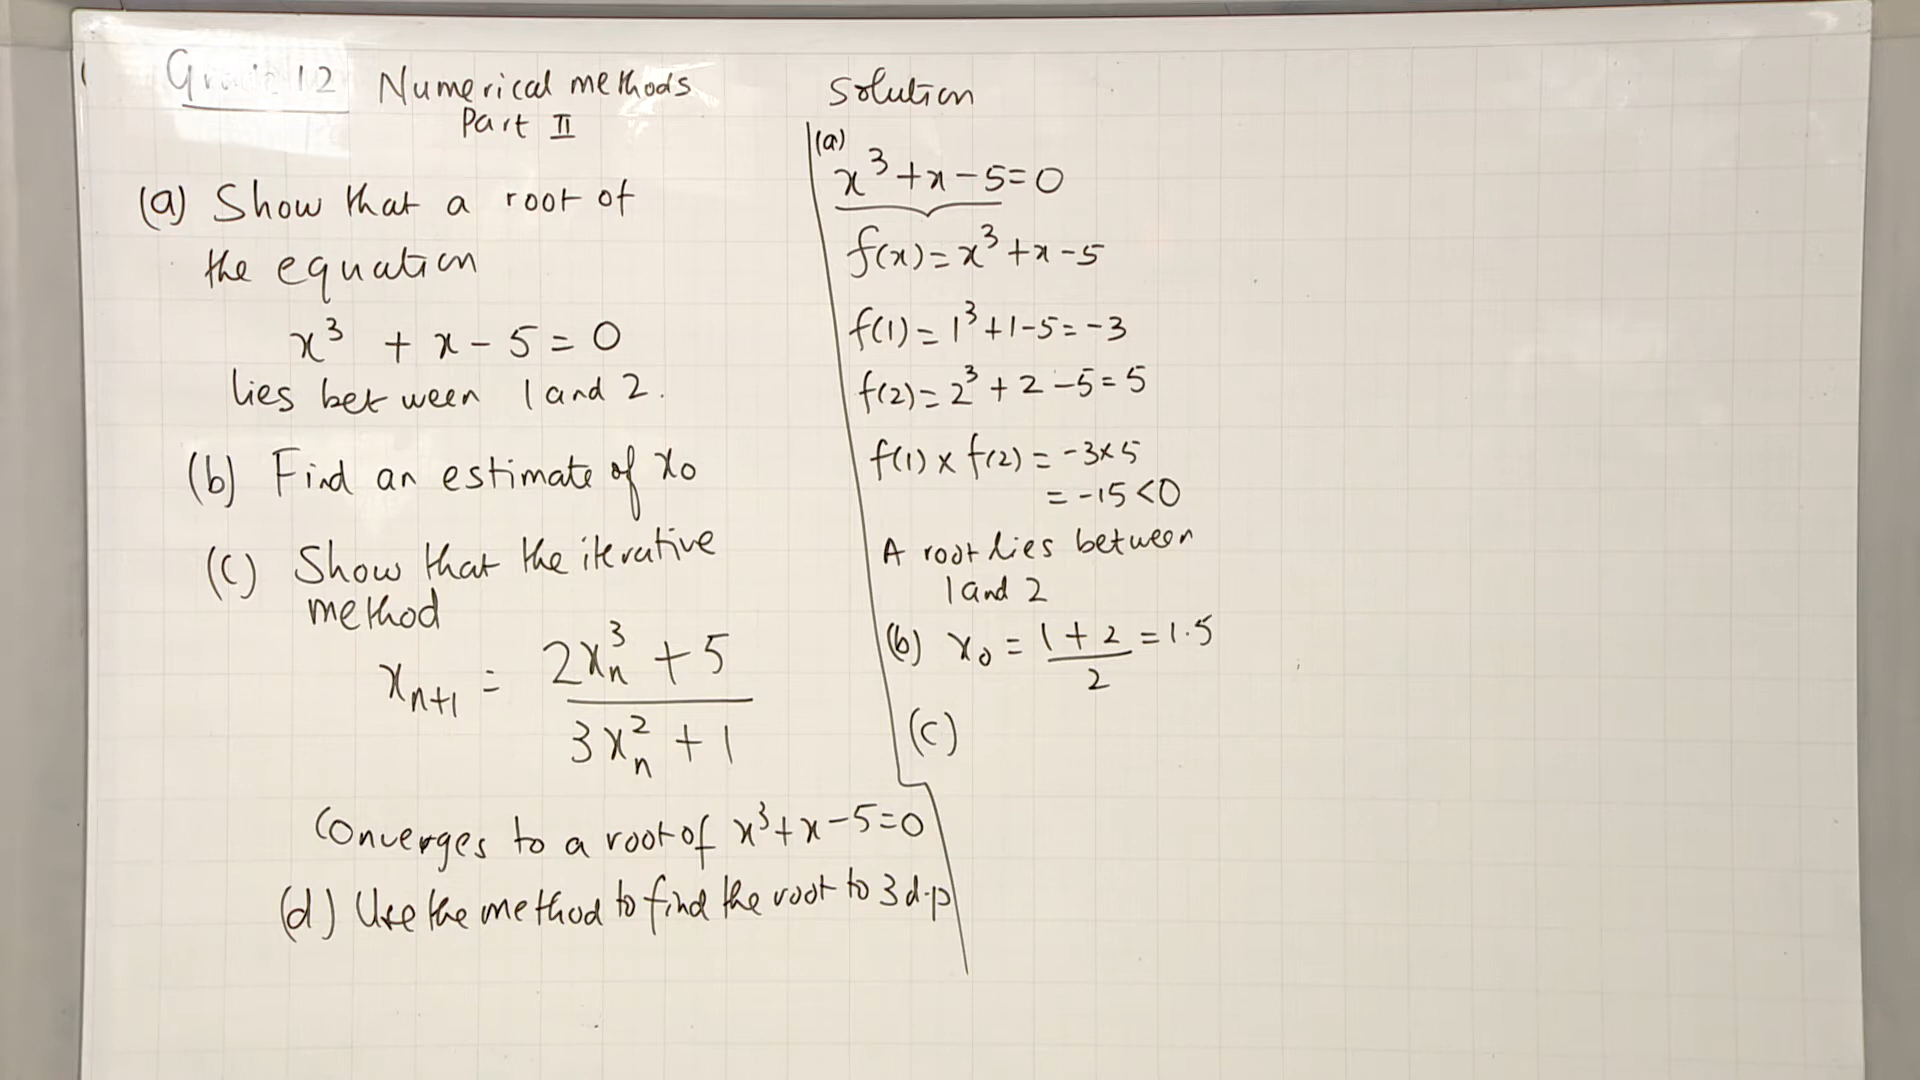 Grade 12 Numerical methods
Part II
(a) Show that a root of
the equation
x³ + x - 5 = 0
lies between 1 and 2.
(b) Find an estimate of x₀
(c) Show that the iterative
method
xₙ₊₁ = (2xₙ³ + 5) / (3xₙ² + 1)
Converges to a root of x³+x-5=0
(d) Use the method to find the root to 3 d.p
Solution
(a)
x³+x-5=0
f(x)=x³+x-5
f(1)=1³+1-5=-3
f(2)=2³+2-5=5
f(1) x f(2) = -3x5
= -15<0
A root lies between
1 and 2
(b) x₀ = (1+2)/2 = 1.5
(c)